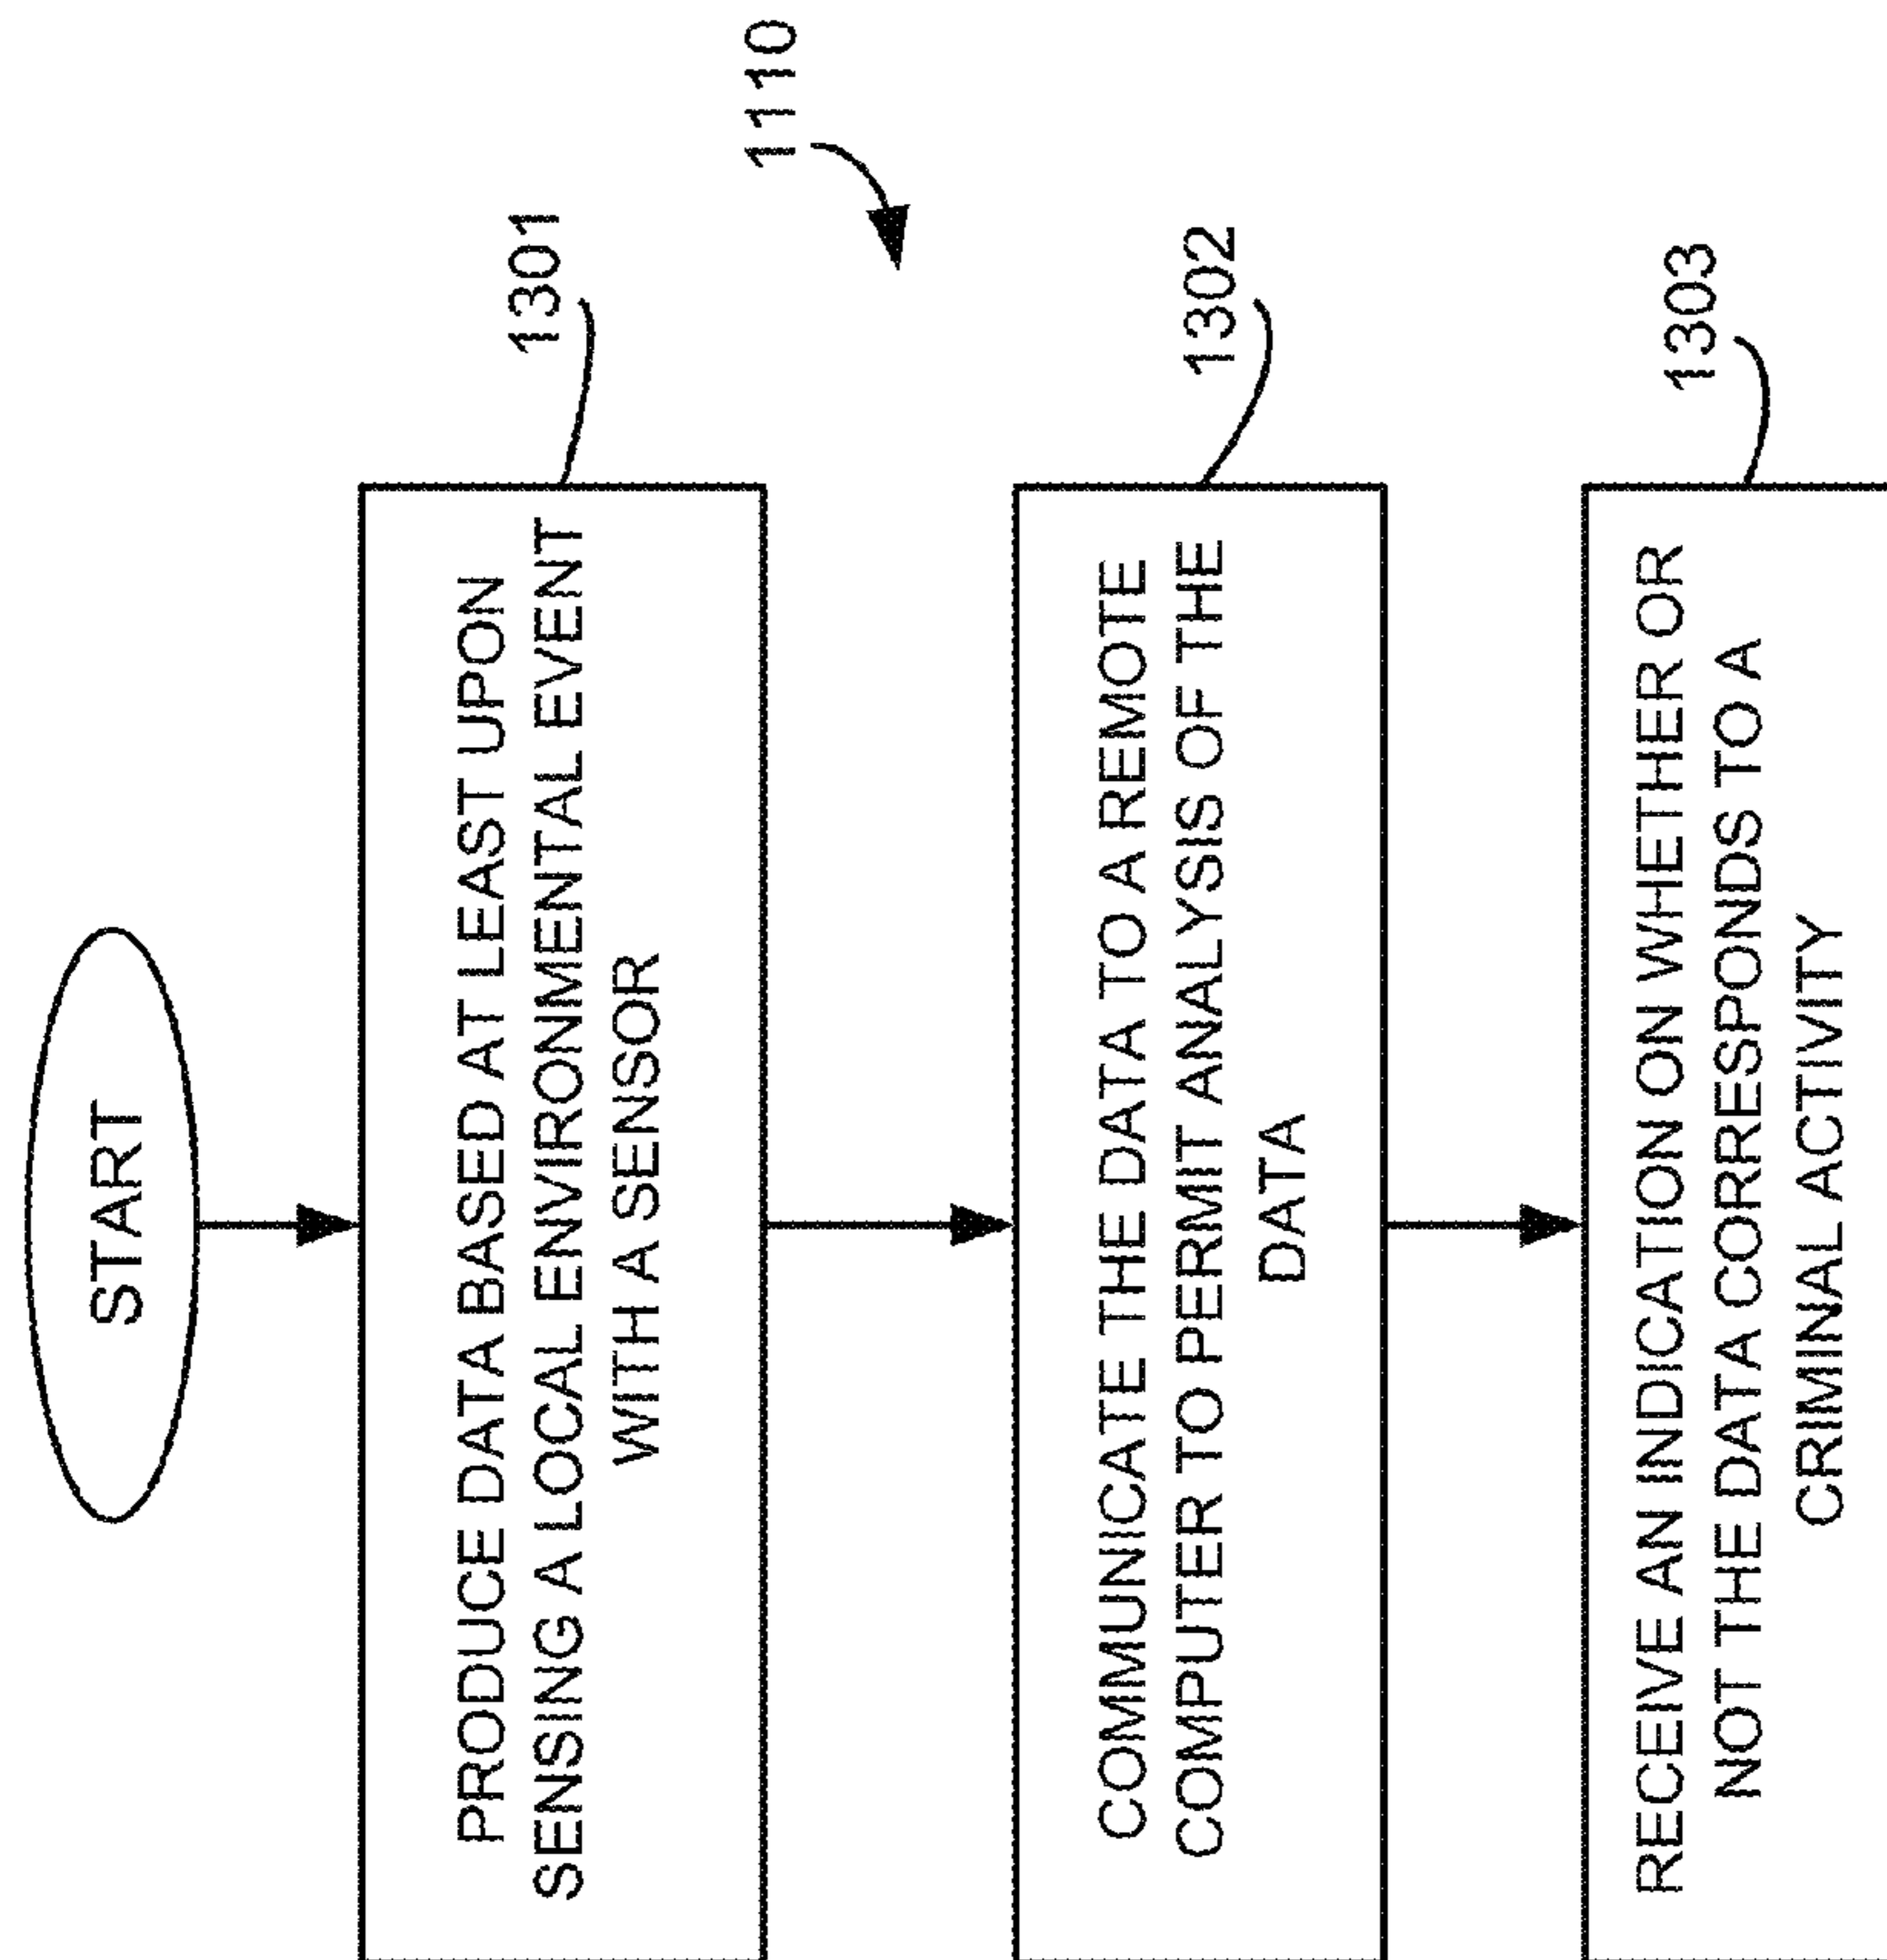 START
1110
1301
PRODUCE DATA BASED AT LEAST UPON
SENSING A LOCAL ENVIRONMENTAL EVENT
WITH A SENSOR
1302
COMMUNICATE THE DATA TO A REMOTE
COMPUTER TO PERMIT ANALYSIS OF THE
DATA
1303
RECEIVE AN INDICATION ON WHETHER OR
NOT THE DATA CORRESPONDS TO A
CRIMINAL ACTIVITY